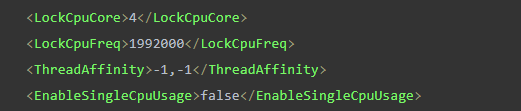 <LockCpuCore>4</LockCpuCore>
<LockCpuFreq>1992000</LockCpuFreq>
<ThreadAffinity>-1,-1</ThreadAffinity>
<EnableSingleCpuUsage>false</EnableSingleCpuUsage>